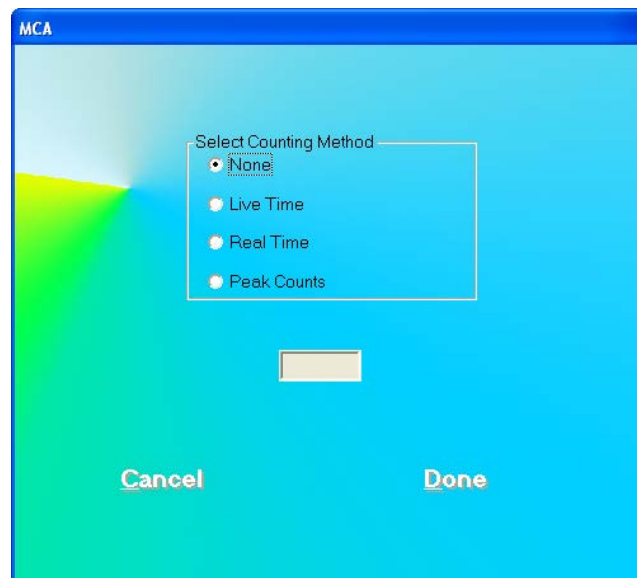 MCA
Select Counting Method
None
Live Time
Real Time
Peak Counts
Cancel Done